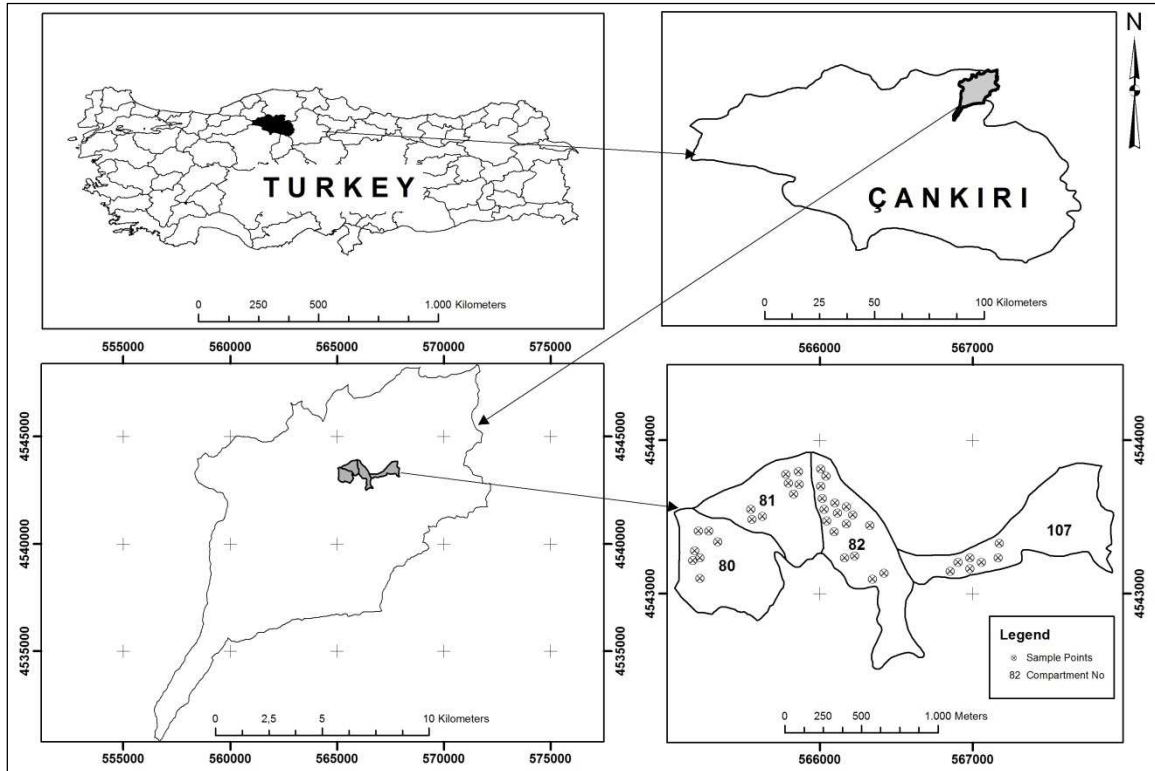 TURKEY
0 250 500 1.000 Kilometers
ÇANKIRI
0 25 50 100 Kilometers
N
555000 560000 565000 570000 575000
4545000 4545000
4540000 4540000
4535000 4535000
0 2,5 5 10 Kilometers
555000 560000 565000 570000 575000
566000 567000
4544000 4544000
81
107
82
80
4543000 4543000
Legend
Sample Points
82 Compartment No
0 250 500 1.000 Meters
566000 567000